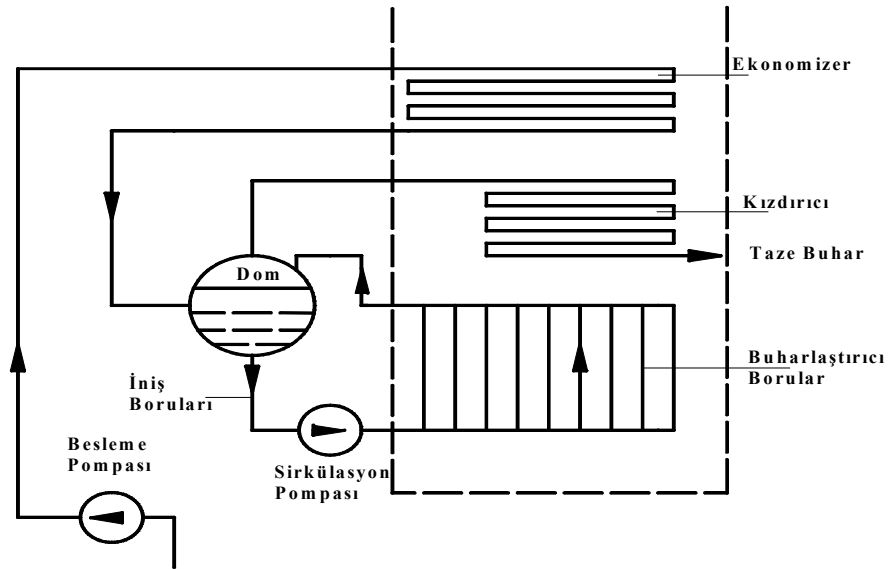 Ekonomizer
Kızdırıcı
Taze Buhar
Dom
Buharlaştırıcı
Borular
İniş
Boruları
Besleme
Pompası
Sirkülasyon
Pompası